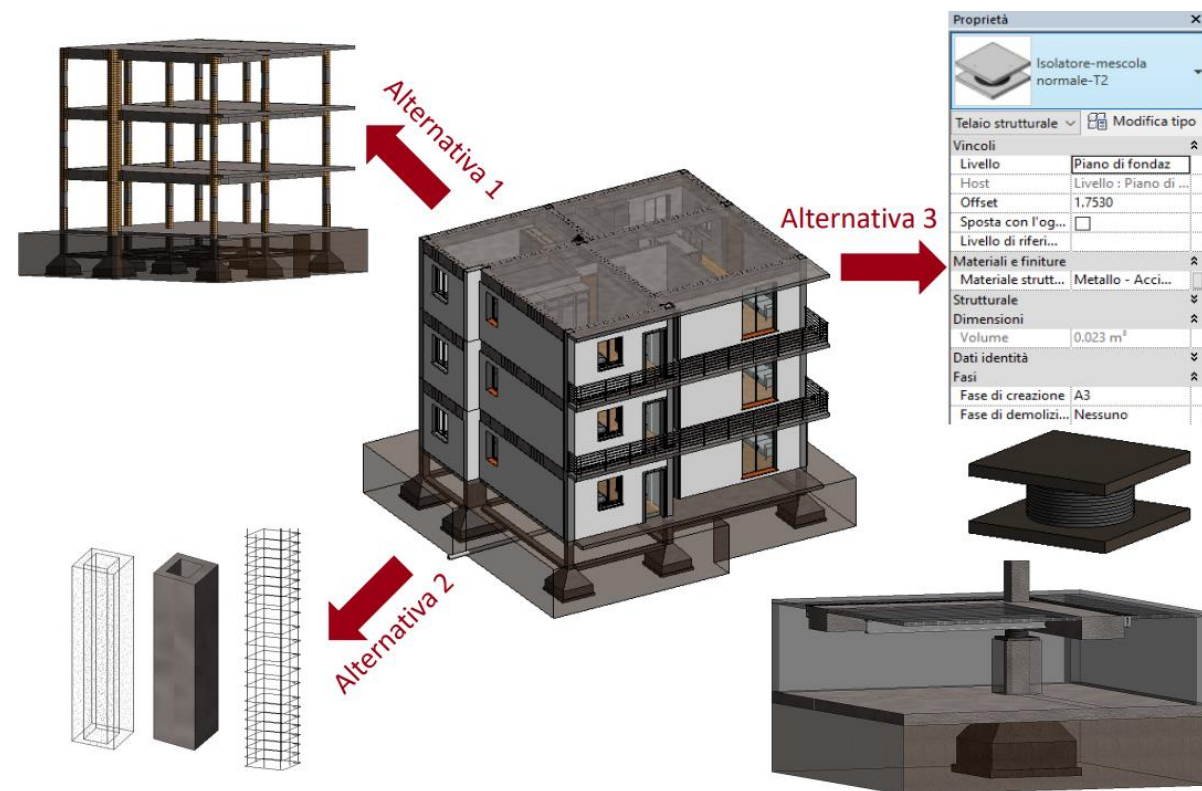 Alternativa 1
Alternativa 3
Alternativa 2
Proprietà
Isolatore-mescola
normale-T2
Telaio strutturale Modifica tipo
Vincoli
Livello Piano di fondaz
Host Livello : Piano di ...
Offset 1.7530
Sposta con l'og...
Livello di riferi...
Materiali e finiture
Materiale strutt... Metallo - Acci...
Strutturale
Dimensioni
Volume 0.023 m³
Dati identità
Fasi
Fase di creazione A3
Fase di demolizi... Nessuno